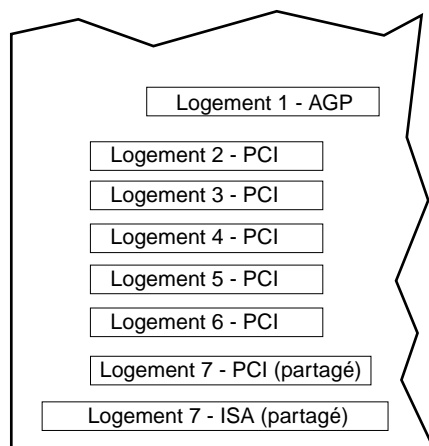 Logement 1 - AGP
Logement 2 - PCI
Logement 3 - PCI
Logement 4 - PCI
Logement 5 - PCI
Logement 6 - PCI
Logement 7 - PCI (partagé)
Logement 7 - ISA (partagé)